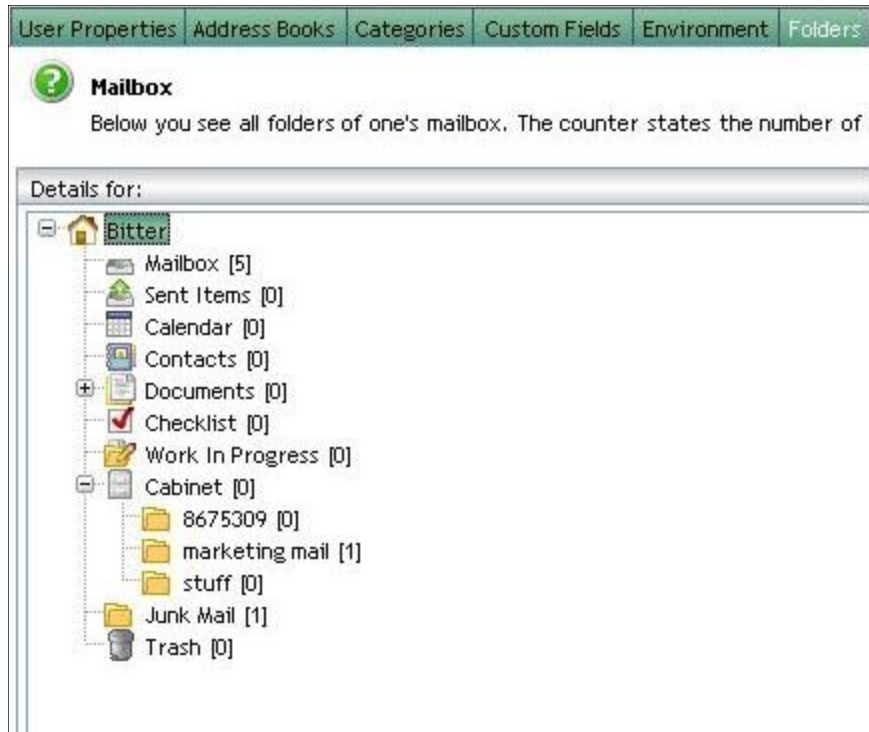 User Properties Address Books Categories Custom Fields Environment Folders
Mailbox
Below you see all folders of one's mailbox. The counter states the number of
Details for:
Bitter
Mailbox [5]
Sent Items [0]
Calendar [0]
Contacts [0]
Documents [0]
Checklist [0]
Work In Progress [0]
Cabinet [0]
8675309 [0]
marketing mail [1]
stuff [0]
Junk Mail [1]
Trash [0]